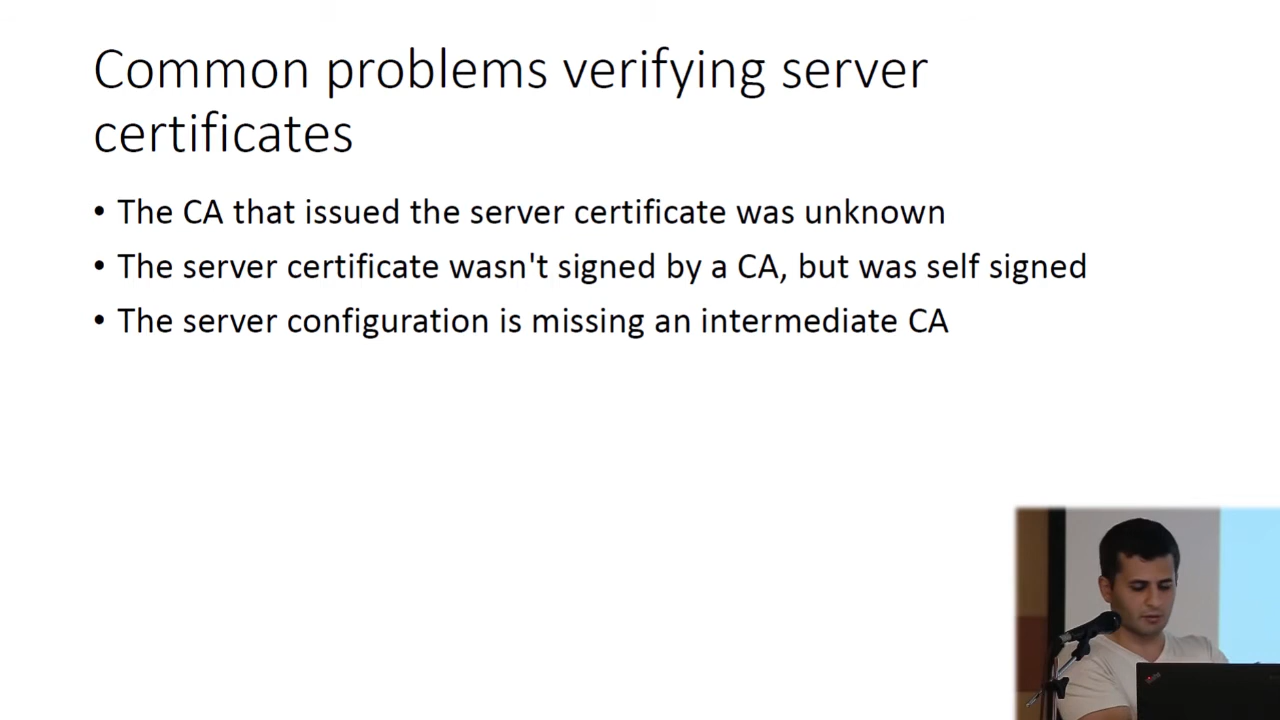 Common problems verifying server
certificates
• The CA that issued the server certificate was unknown
• The server certificate wasn't signed by a CA, but was self signed
• The server configuration is missing an intermediate CA